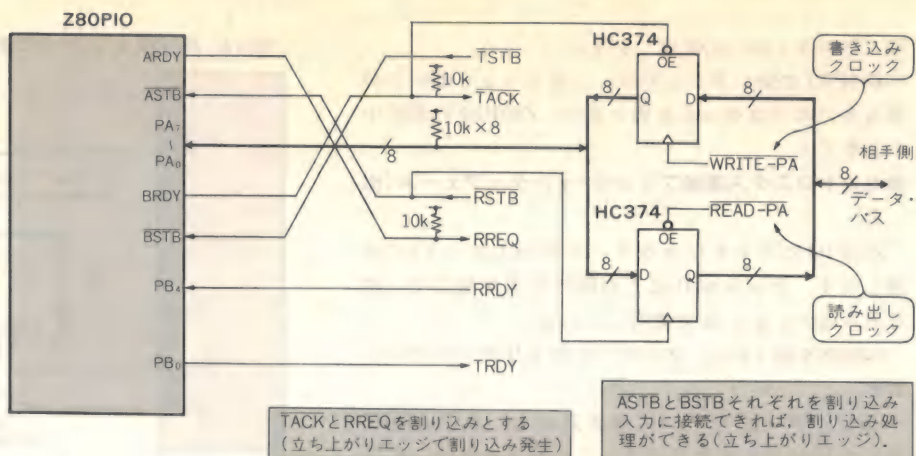 Z80PIO
ARDY
ASTB
PA₇
〜
PA₀
BRDY
BSTB
PB₄
PB₀
TSTB
10k
TACK
10k×8
8
RSTB
10k
RREQ
RRDY
TRDY
HC374
OE
Q
D
8
8
WRITE-PA
書き込み
クロック
相手側
8
データ・
バス
HC374
READ-PA
OE
8
D
Q
8
読み出し
クロック
TACKとRREQを割り込みとする
(立ち上がりエッジで割り込み発生)
ASTBとBSTBそれぞれを割り込み
入力に接続できれば,割り込み処
理ができる(立ち上がりエッジ).